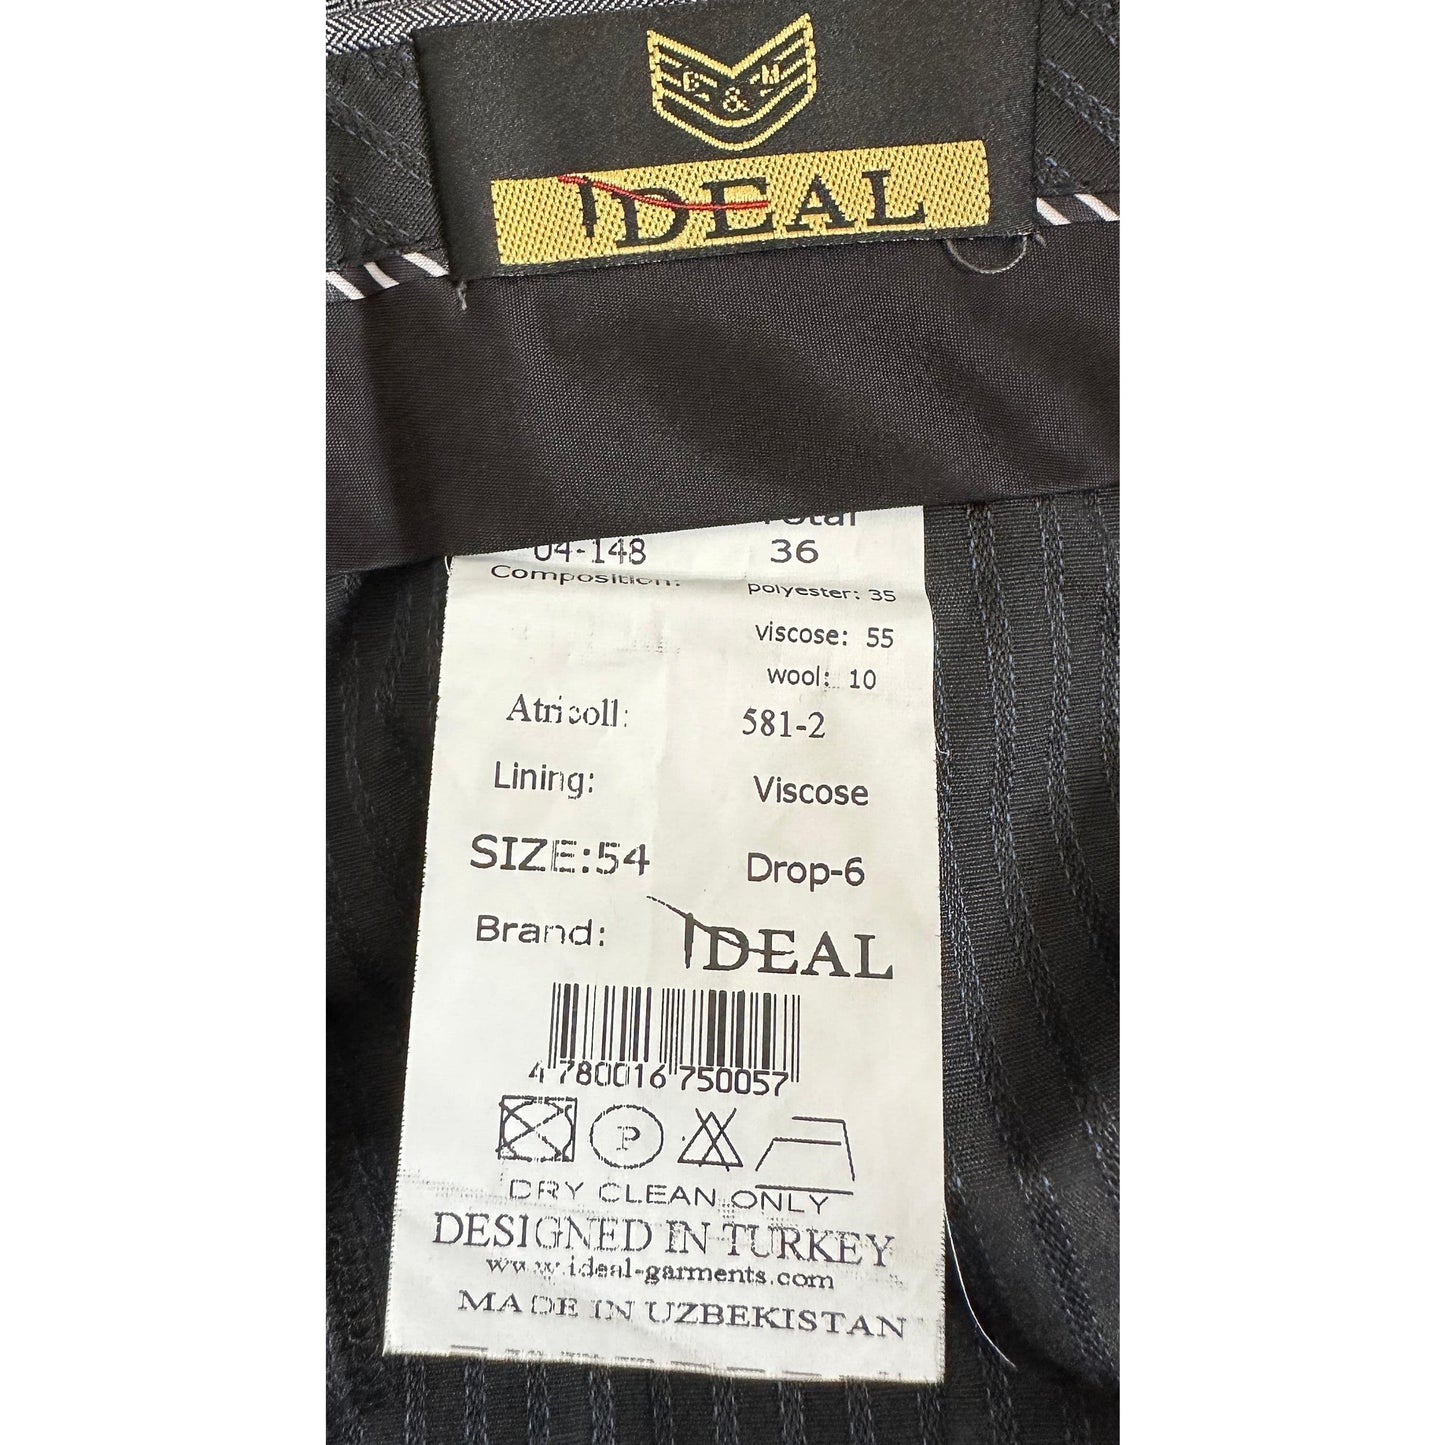 G & M
IDEAL
Total
04-148 36
Composition: polyester: 35
viscose: 55
wool: 10
Atricoll: 581-2
Lining: Viscose
SIZE:54 Drop-6
Brand: IDEAL
4 780016 750057
P
DRY CLEAN ONLY
DESIGNED IN TURKEY
www.ideal-garments.com
MADE IN UZBEKISTAN